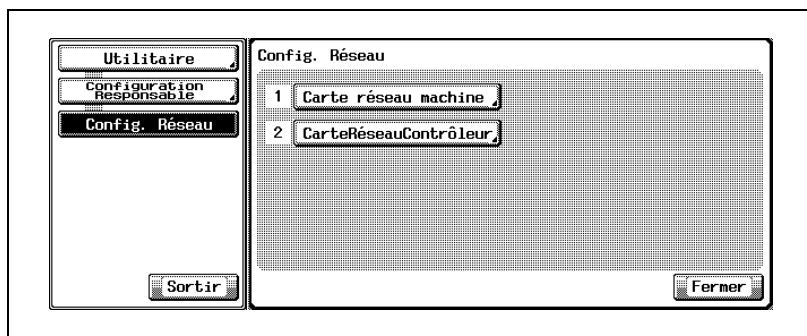 Utilitaire
Configuration
Responsable
Config. Réseau
Sortir
Config. Réseau
1 Carte réseau machine
2 CarteRéseauContrôleur
Fermer